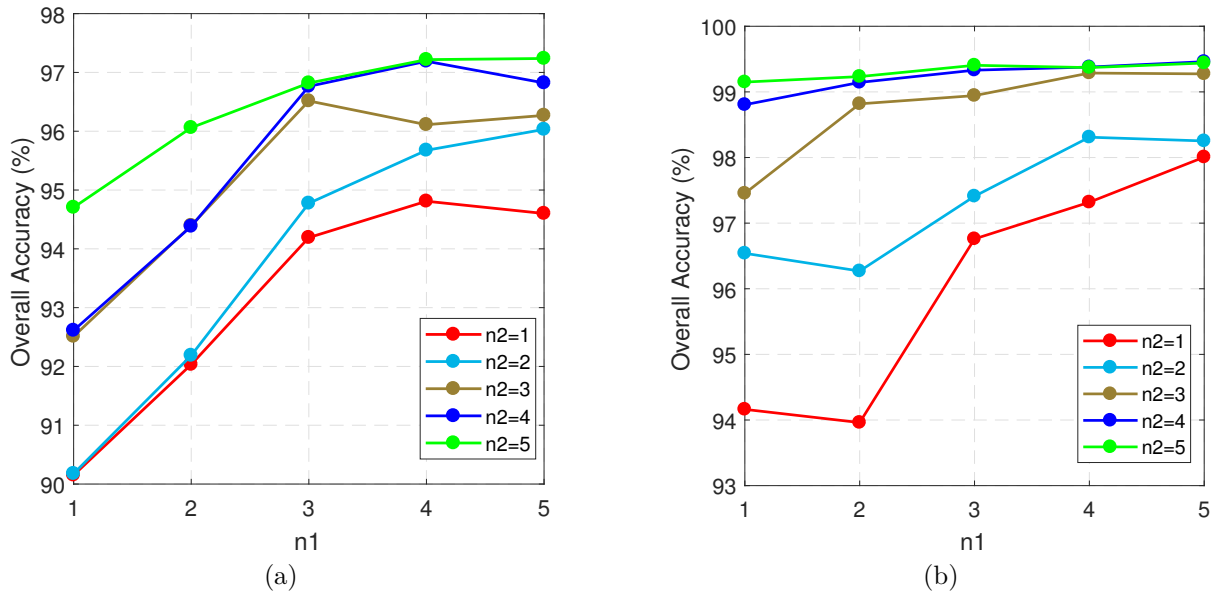 98
97
96
95
94
93
92
91
90
Overall Accuracy (%)
1 2 3 4 5
n1
n2=1
n2=2
n2=3
n2=4
n2=5
(a)
100
99
98
97
96
95
94
93
Overall Accuracy (%)
1 2 3 4 5
n1
n2=1
n2=2
n2=3
n2=4
n2=5
(b)